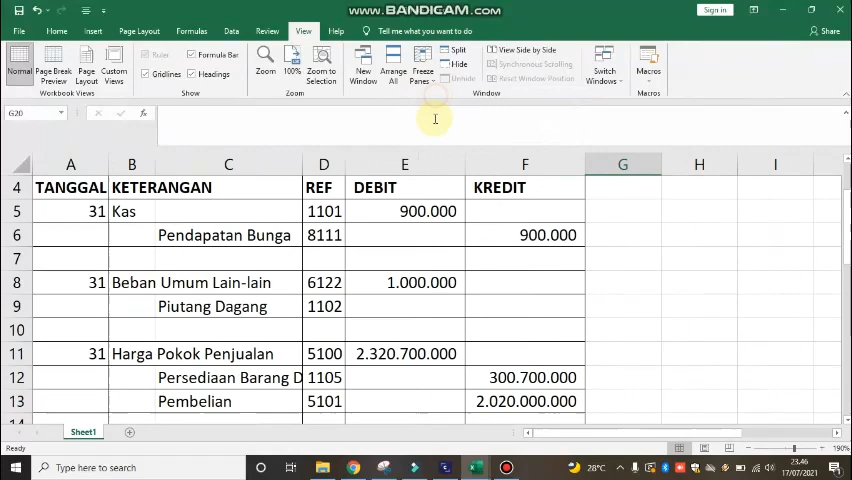 WWW.BANDICAM.COM
Sign in
File
Home
Insert
Page Layout
Formulas
Data
Review
View
Help
Tell me what you want to do
Share
Normal
Page Break Preview
Page Layout
Custom Views
Workbook Views
Ruler
Formula Bar
Gridlines
Headings
Show
Zoom
100%
Zoom to Selection
Zoom
New Window
Arrange All
Freeze Panes
Split
Hide
Unhide
View Side by Side
Synchronous Scrolling
Reset Window Position
Window
Switch Windows
Macros
Macros
G20
fx
A B C D E F G H I
4 TANGGAL KETERANGAN REF DEBIT KREDIT
5 31 Kas 1101 900.000
6 Pendapatan Bunga 8111 900.000
7
8 31 Beban Umum Lain-lain 6122 1.000.000
9 Piutang Dagang 1102
10
11 31 Harga Pokok Penjualan 5100 2.320.700.000
12 Persediaan Barang D 1105 300.700.000
13 Pembelian 5101 2.020.000.000
Sheet1
Ready
190%
Type here to search
28°C
23.46
17/07/2021